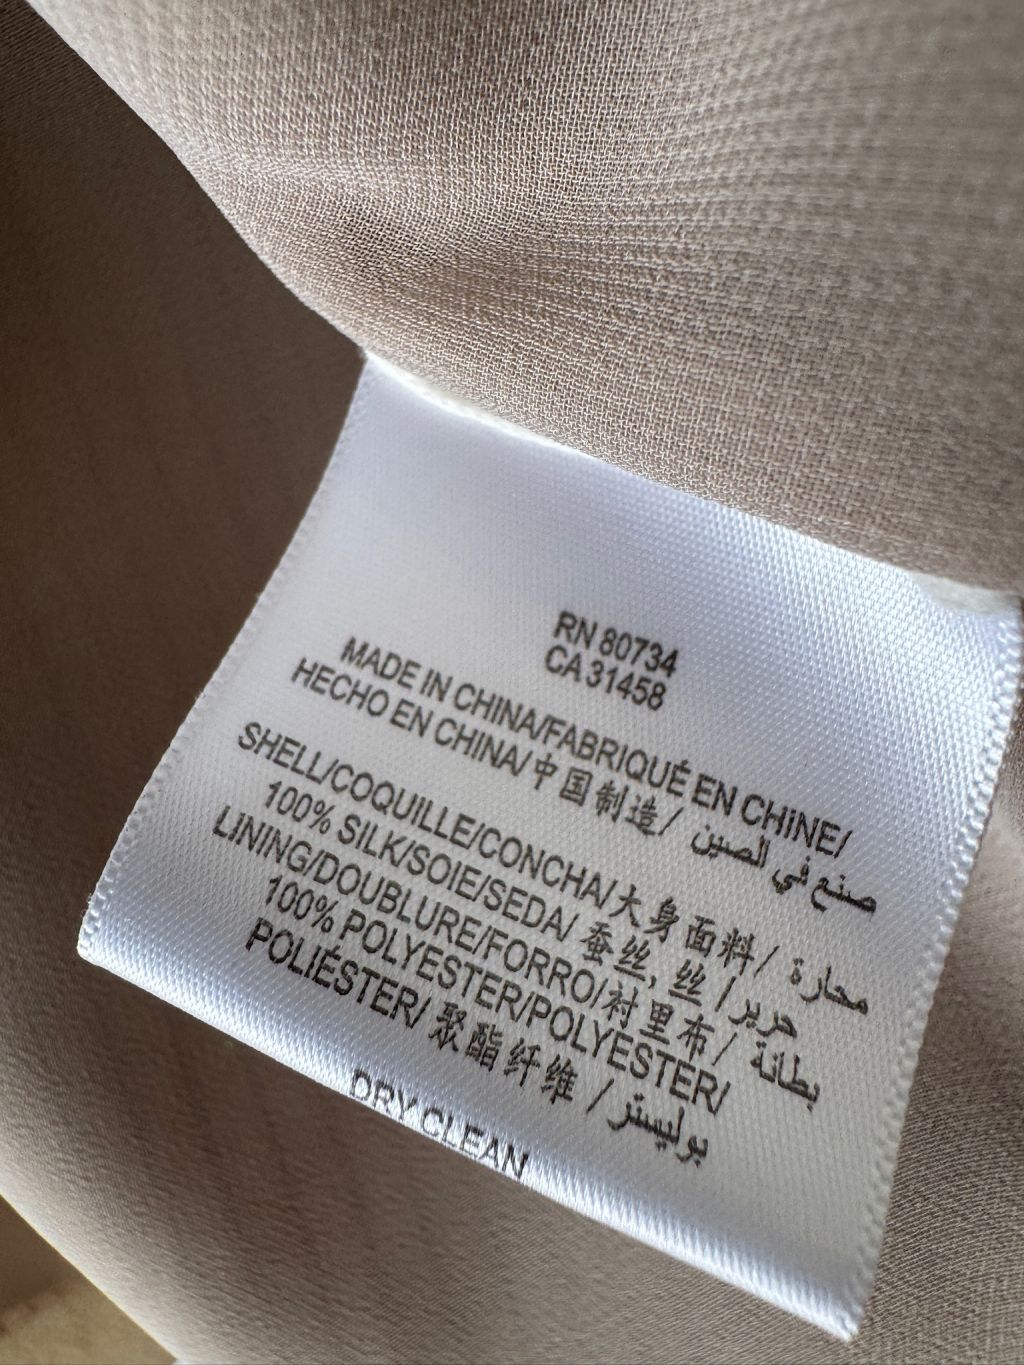 RN 80734
CA 31458
MADE IN CHINA/FABRIQUÉ EN CHINE/
HECHO EN CHINA/中国制造/ صنع في الصين
SHELL/COQUILLE/CONCHA/大身面料/ محارة
100% SILK/SOIE/SEDA/ 蚕丝, 丝 / حرير
LINING/DOUBLURE/FORRO/衬里布/ بطانة
100% POLYESTER/POLYESTER/
POLIÉSTER/ 聚酯纤维 / بوليستر
DRY CLEAN